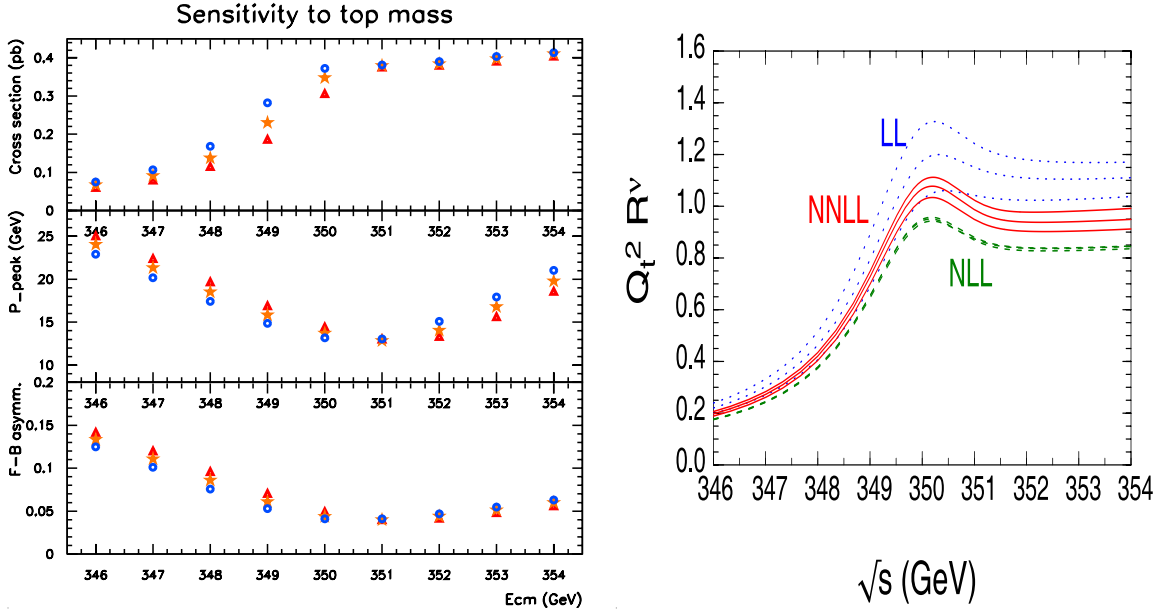 Sensitivity to top mass
Cross section (pb)
0.4
0.3
0.2
0.1
0
346 347 348 349 350 351 352 353 354
P_peak (GeV)
25
20
15
10
346 347 348 349 350 351 352 353 354
F-B asymm.
0.2
0.15
0.1
0.05
0
346 347 348 349 350 351 352 353 354
Ecm (GeV)
Qt² Rᵛ
1.6
1.4
1.2
1.0
0.8
0.6
0.4
0.2
0.0
LL
NNLL
NLL
346 347 348 349 350 351 352 353 354
√s (GeV)